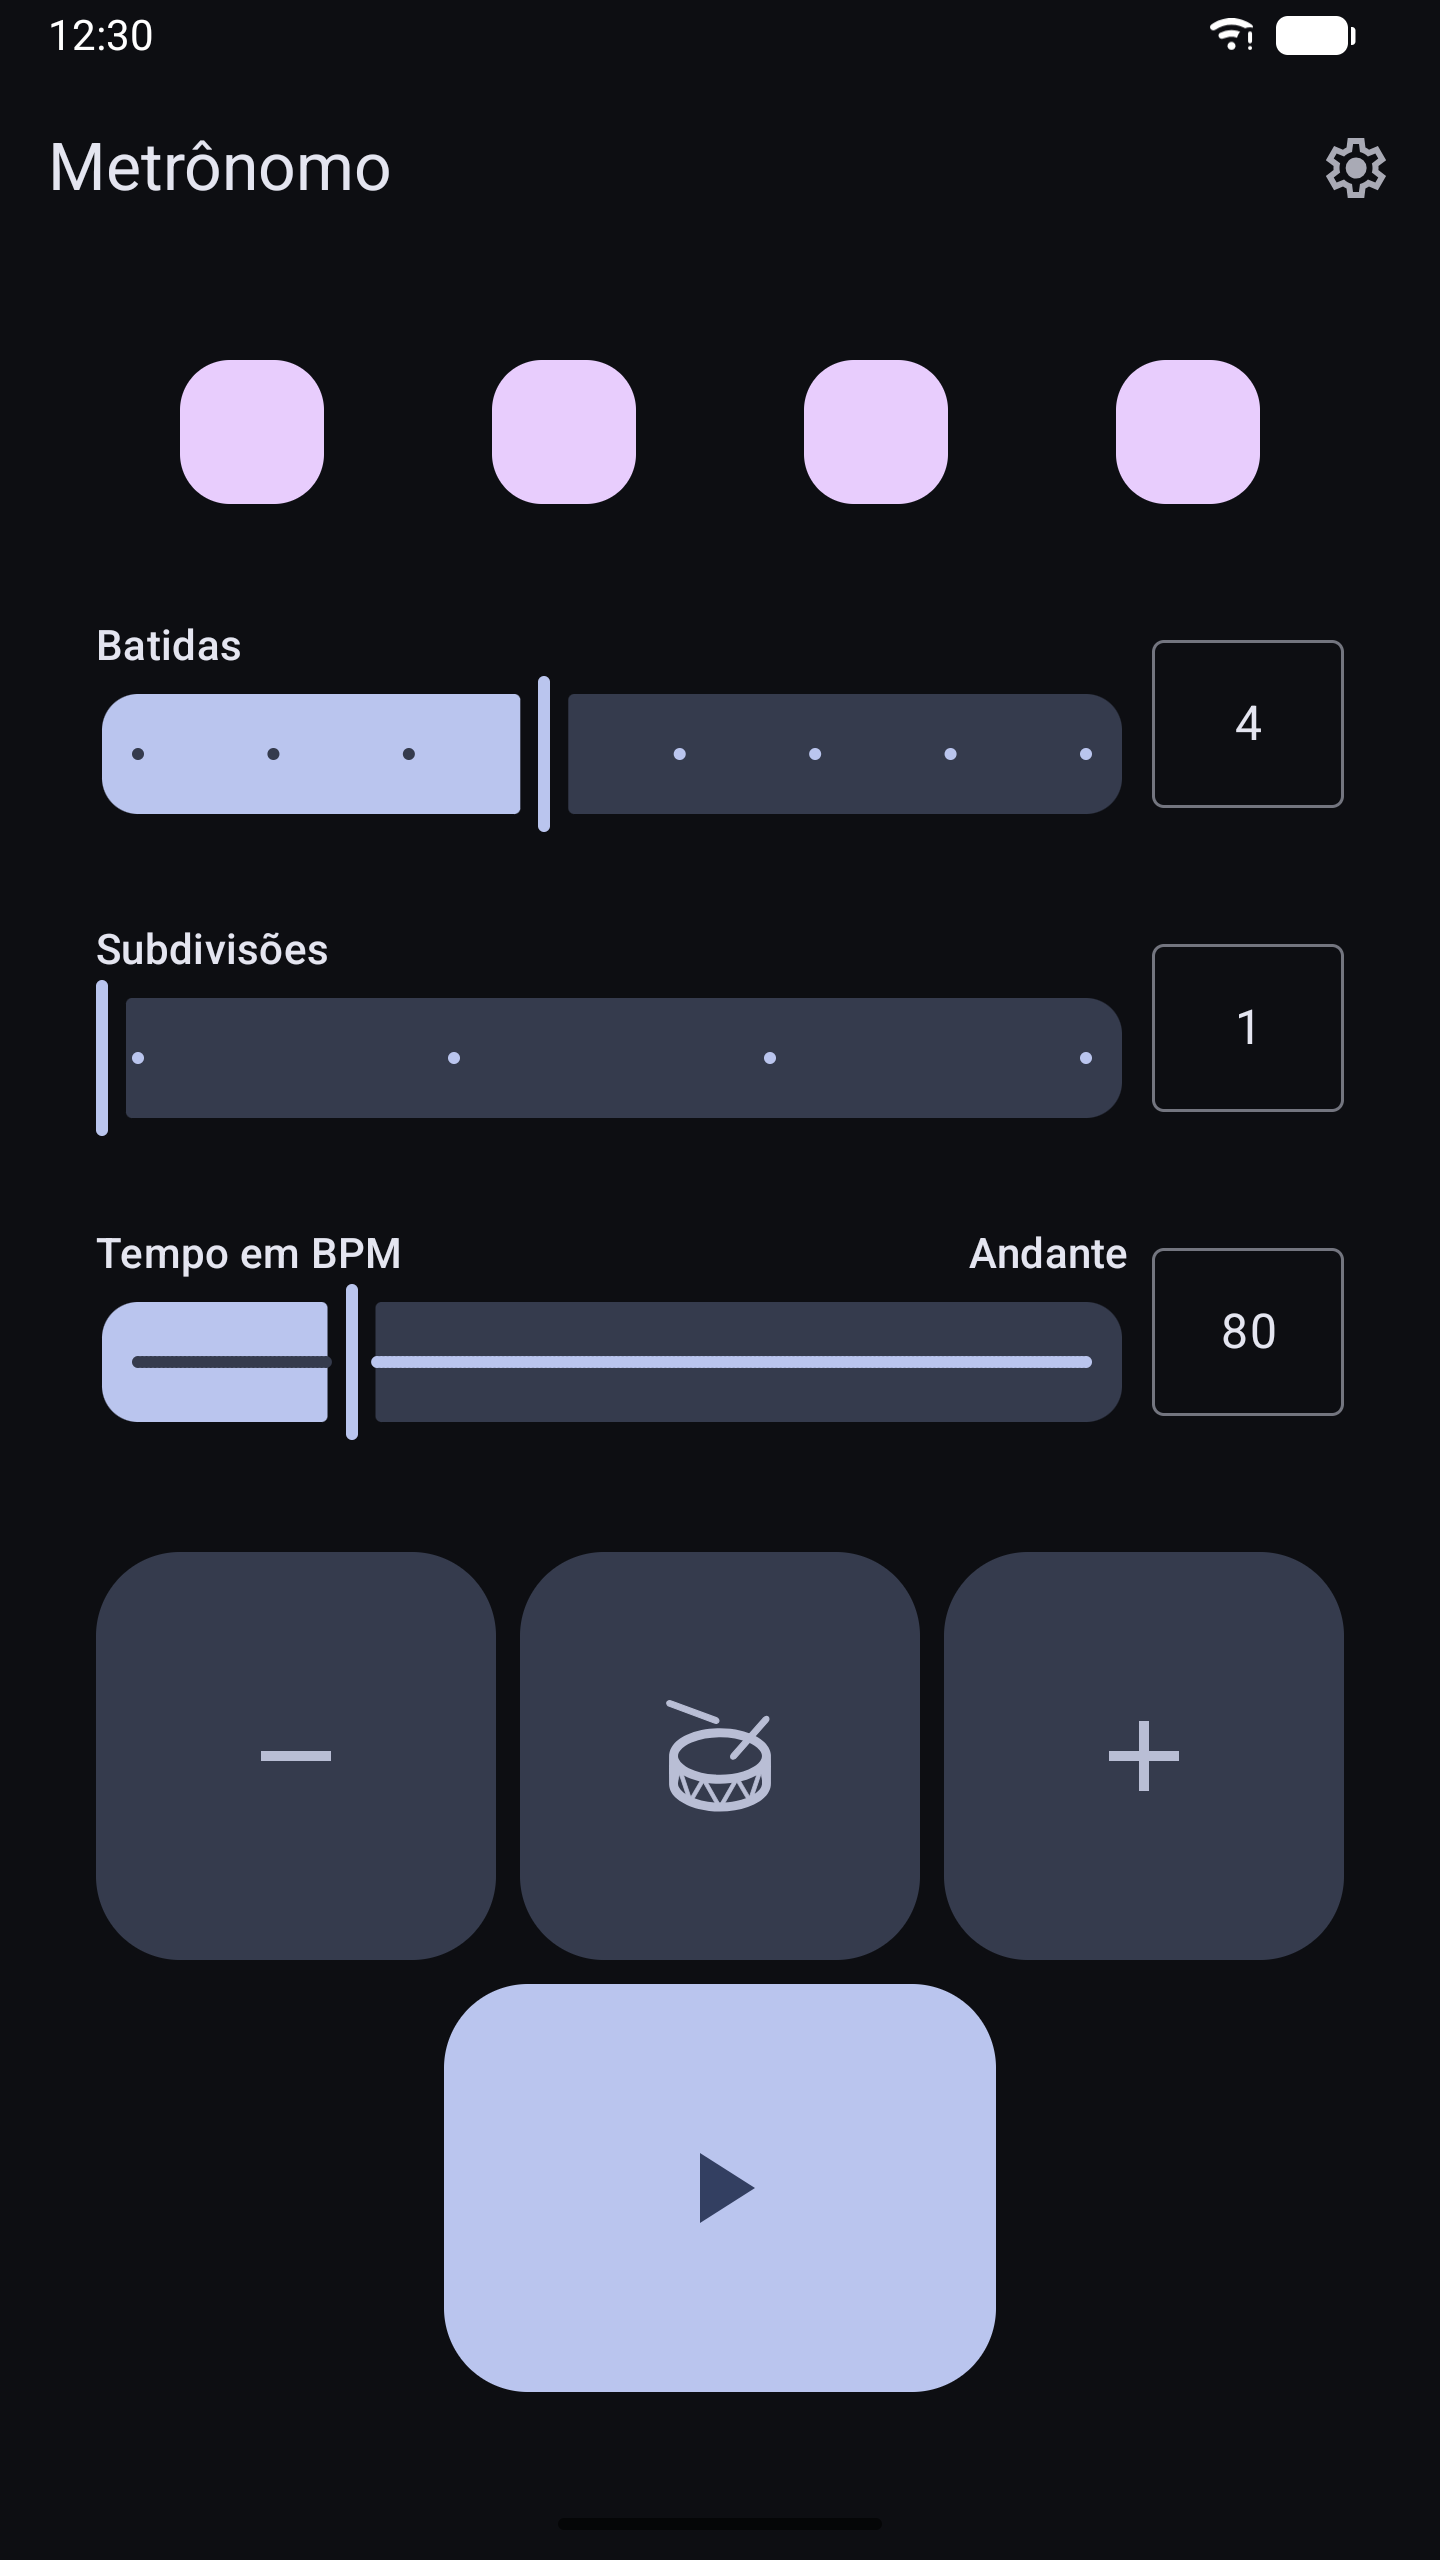 12:30
Metrônomo
Batidas
4
Subdivisões
1
Tempo em BPM
Andante
80